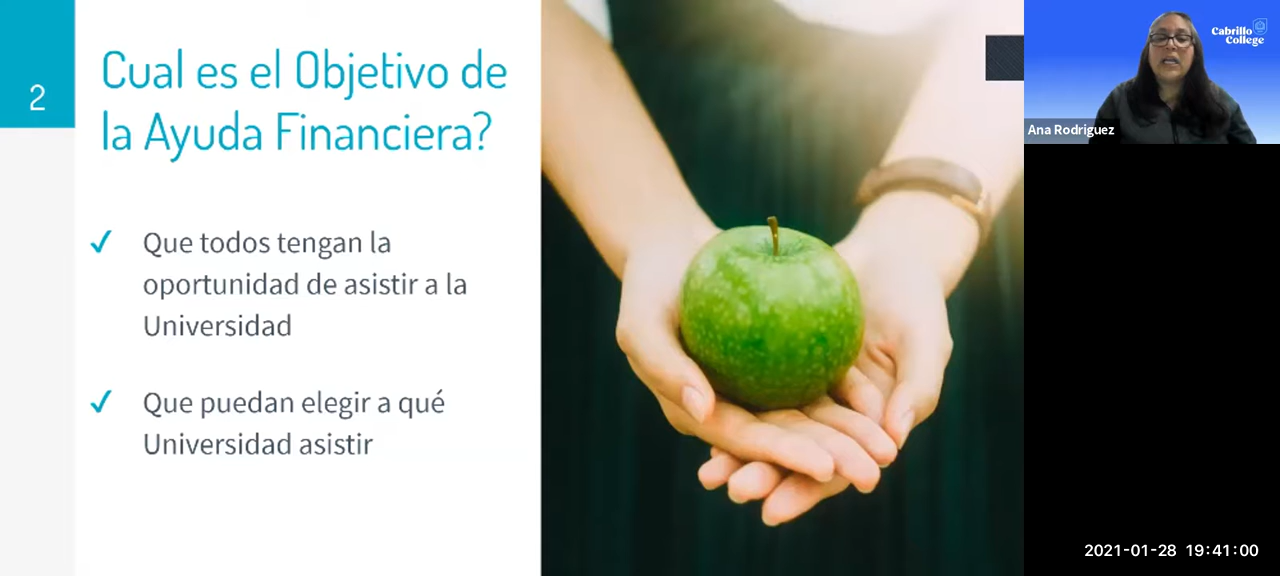 2
Cual es el Objetivo de
la Ayuda Financiera?
Que todos tengan la
oportunidad de asistir a la
Universidad
Que puedan elegir a qué
Universidad asistir
Cabrillo
College
Ana Rodriguez
2021-01-28 19:41:00